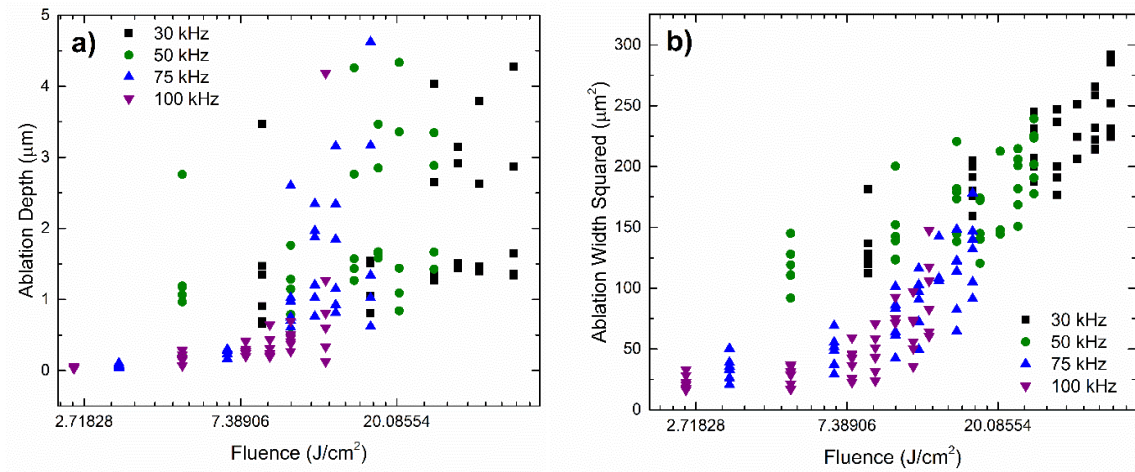 a)
30 kHz
50 kHz
75 kHz
100 kHz
Ablation Depth (μm)
5
4
3
2
1
0
2.71828
7.38906
20.08554
Fluence (J/cm²)
b)
Ablation Width Squared (μm²)
300
250
200
150
100
50
0
30 kHz
50 kHz
75 kHz
100 kHz
2.71828
7.38906
20.08554
Fluence (J/cm²)